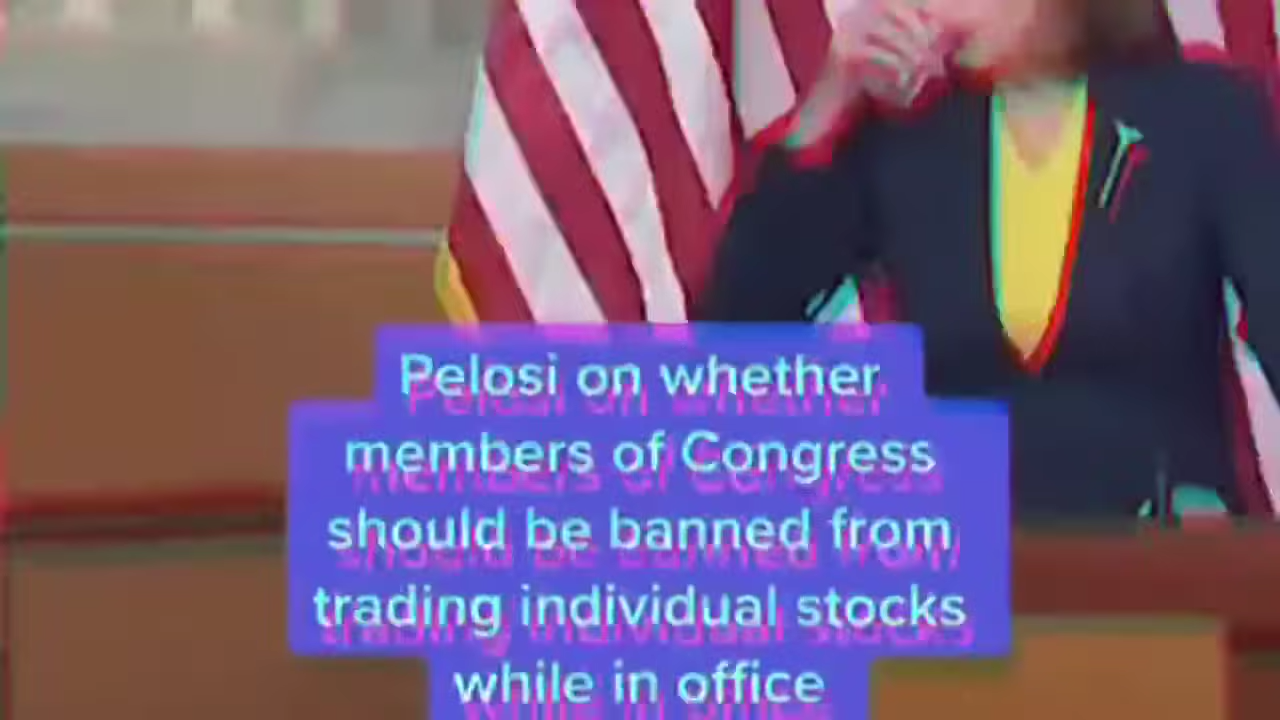 Pelosi on whether
members of Congress
should be banned from
trading individual stocks
while in office